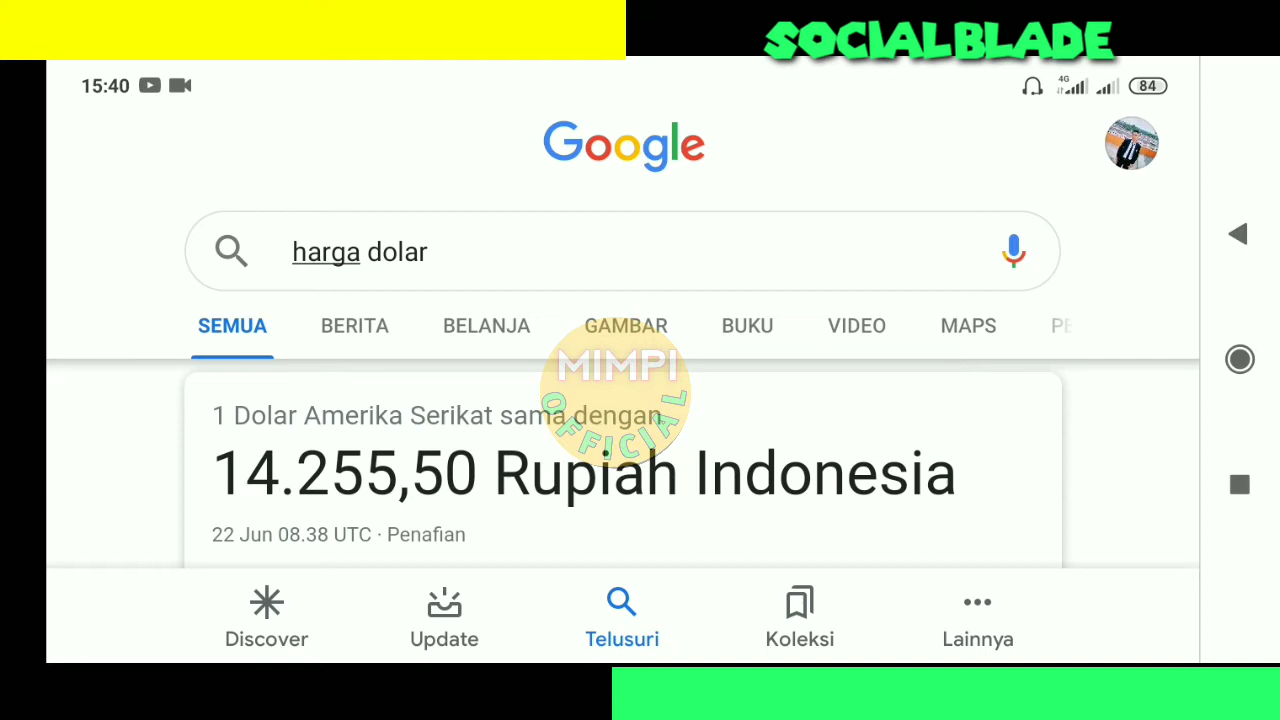 SOCIALBLADE
15:40
4G
84
Google
harga dolar
SEMUA BERITA BELANJA GAMBAR BUKU VIDEO MAPS
MIMPI
OFFICIAL
1 Dolar Amerika Serikat sama dengan
14.255,50 Rupiah Indonesia
22 Jun 08.38 UTC · Penafian
Discover Update Telusuri Koleksi Lainnya